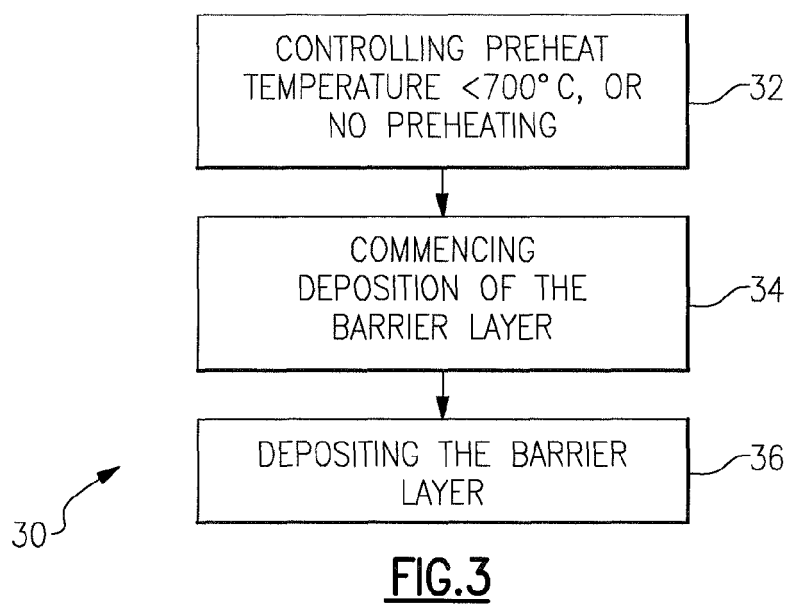 CONTROLLING PREHEAT
TEMPERATURE <700°C, OR
NO PREHEATING
32
COMMENCING
DEPOSITION OF THE
BARRIER LAYER
34
DEPOSITING THE BARRIER
LAYER
36
30
FIG.3